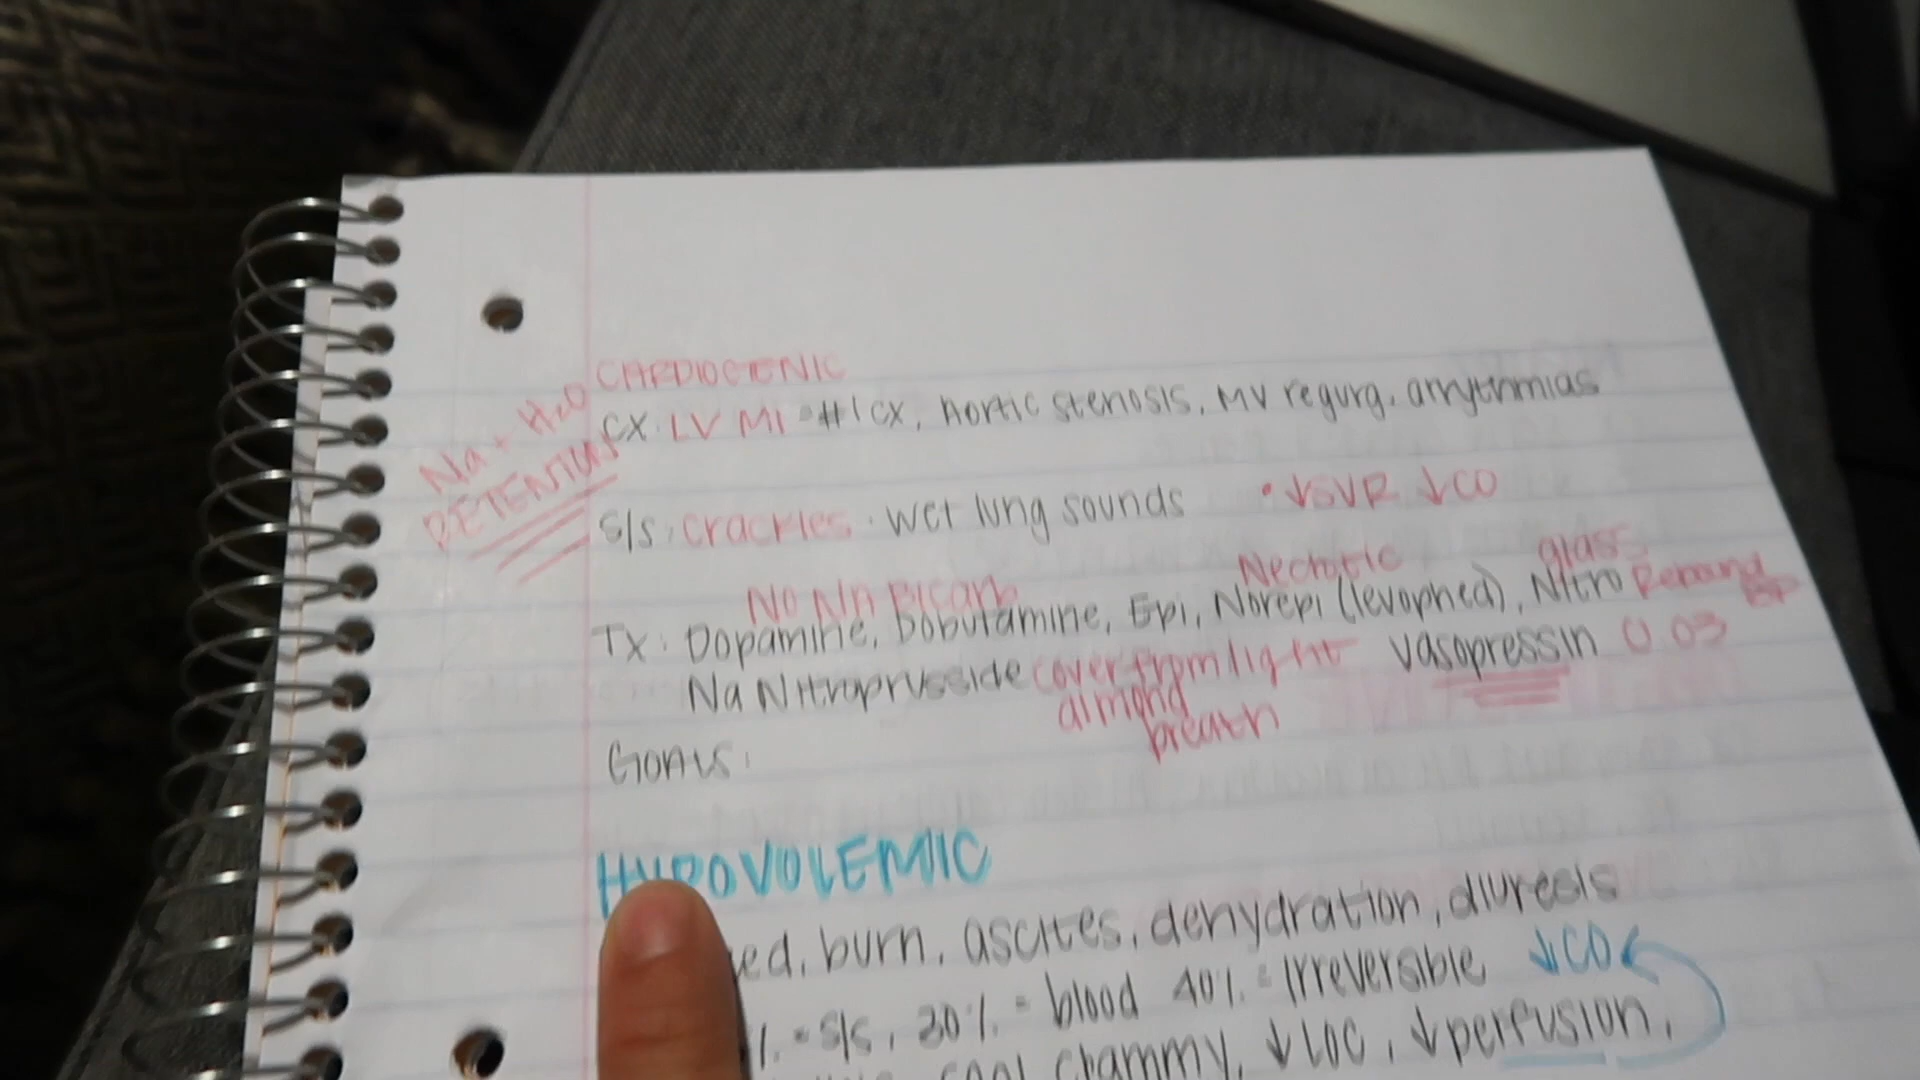 CARDIOGENIC
Na + H2O
RETENTION
CX: LV MI = #1 CX, Aortic stenosis, MV regurg, arrythmias
S/S: crackles · wet lung sounds · ↓SVR ↓CO
NO NA Bicarb Necrotic glass
Tx: Dopamine, Dobutamine, Epi, Norepi (levophed), Nitro Rebound BP
Na Nitroprusside cover from light vasopressin 0.03
almond
breath
Goals:
HYPOVOLEMIC
ed, burn, ascites, dehydration, diuresis
%. = S/S, 30%. = blood 40%. = Irreversible ↓CO
cool clammy, ↓LOC, ↓perfusion,